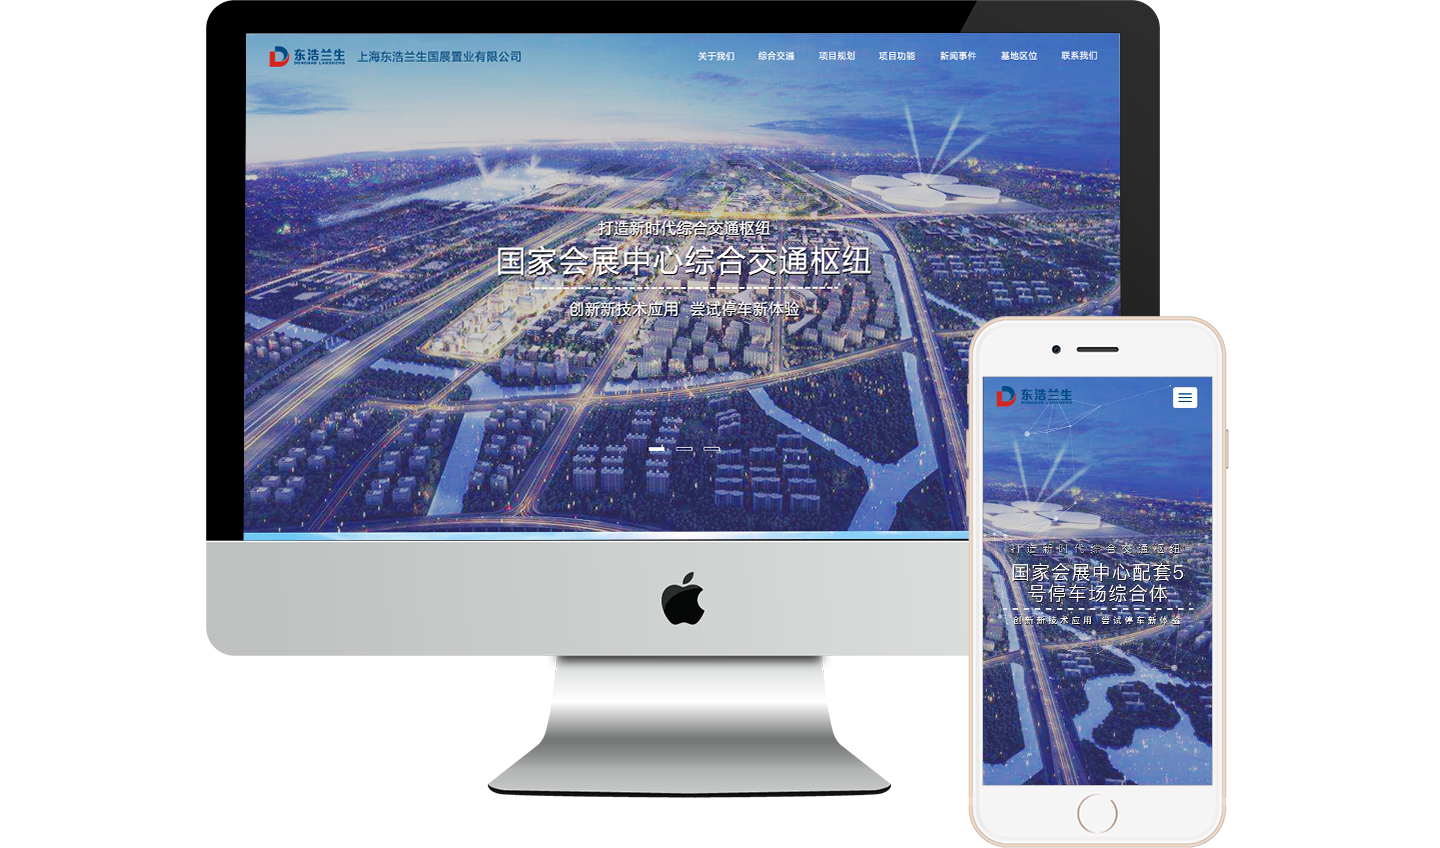 东浩兰生
DONGHAO LANSHENG
上海东浩兰生国展置业有限公司
关于我们 综合交通 项目规划 项目功能 新闻事件 基地区位 联系我们
打造新时代综合交通枢纽
国家会展中心综合交通枢纽
创新新技术应用 尝试停车新体验
东浩兰生
DONGHAO LANSHENG
打造新时代综合交通枢纽
国家会展中心配套5
号停车场综合体
创新新技术应用 尝试停车新体验